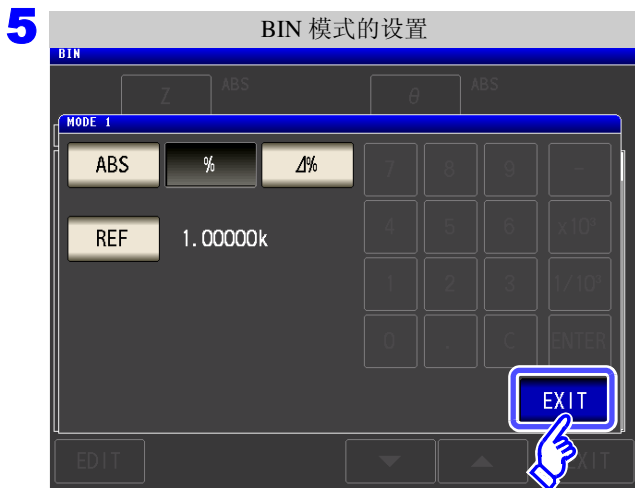 5
BIN 模式的设置
BIN
Z ABS θ ABS
MODE 1
ABS % Δ% 7 8 9 -
REF 1.00000k 4 5 6 x10³
1 2 3 1/10³
0 . C ENTER
EXIT
EDIT ▼ ▲ EXIT